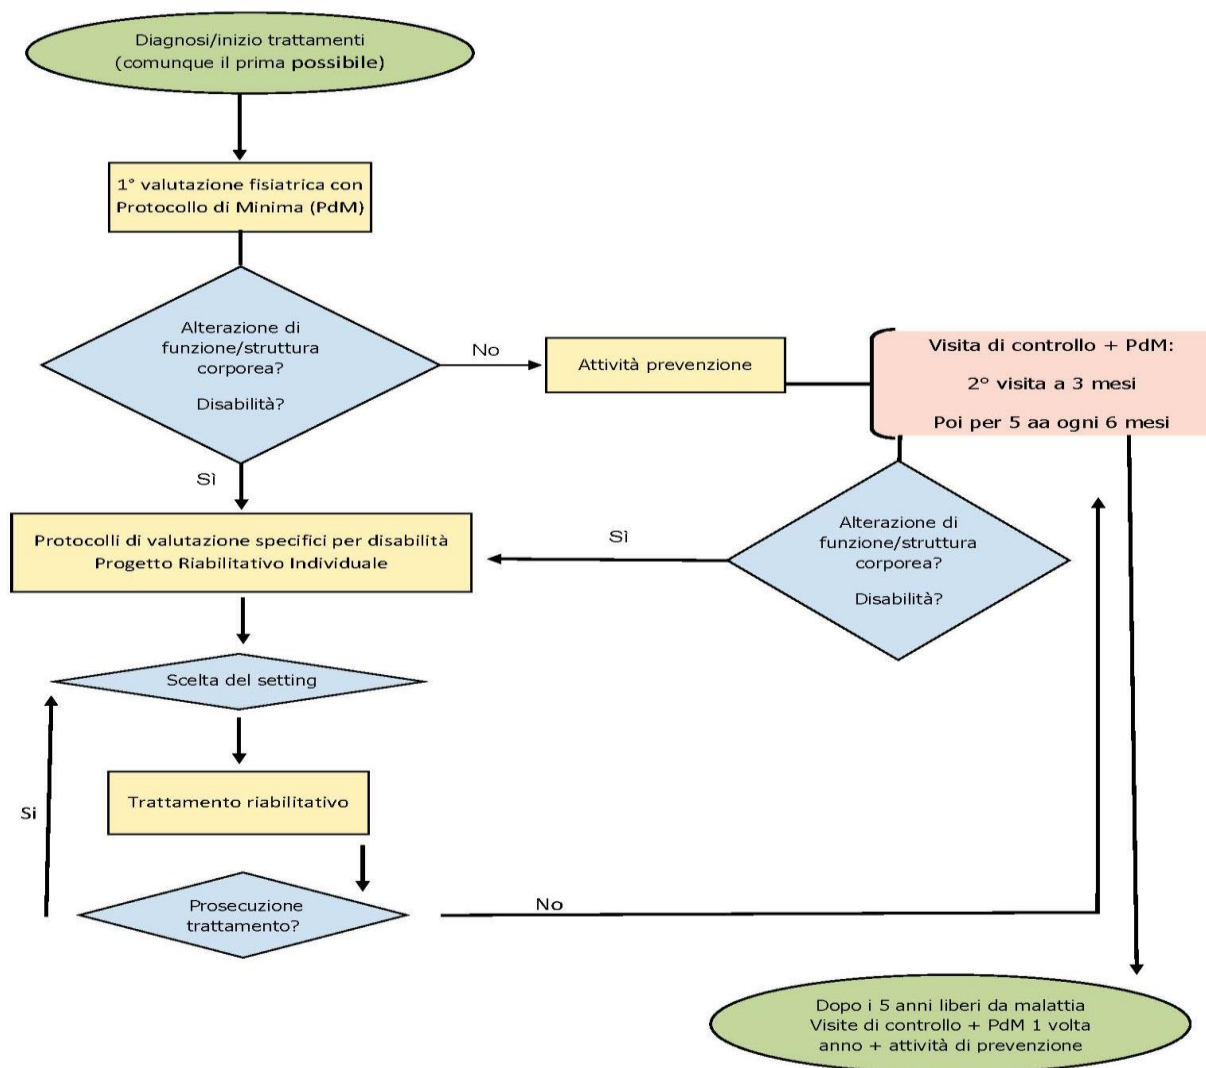 Diagnosi/inizio trattamenti
(comunque il prima possibile)
1° valutazione fisiatrica con
Protocollo di Minima (PdM)
Alterazione di
funzione/struttura
corporea?
Disabilità?
No
Attività prevenzione
Visita di controllo + PdM:
2° visita a 3 mesi
Poi per 5 aa ogni 6 mesi
Sì
Protocolli di valutazione specifici per disabilità
Progetto Riabilitativo Individuale
Sì
Alterazione di
funzione/struttura
corporea?
Disabilità?
Scelta del setting
Trattamento riabilitativo
Si
Prosecuzione
trattamento?
No
Dopo i 5 anni liberi da malattia
Visite di controllo + PdM 1 volta
anno + attività di prevenzione